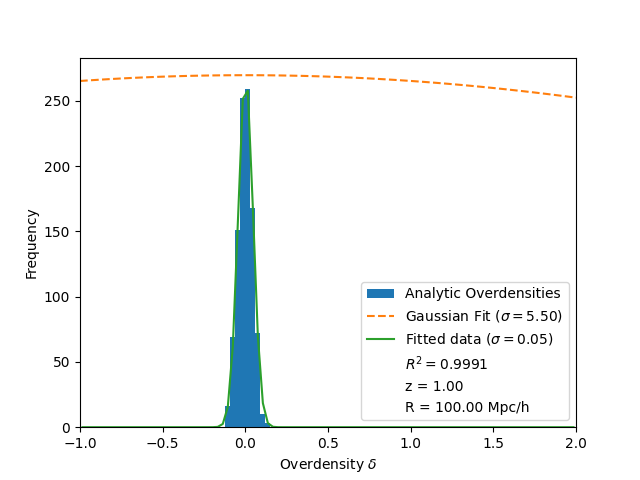 250
200
150
100
50
0
Frequency
Analytic Overdensities
Gaussian Fit (σ = 5.50)
Fitted data (σ = 0.05)
R² = 0.9991
z = 1.00
R = 100.00 Mpc/h
−1.0 −0.5 0.0 0.5 1.0 1.5 2.0
Overdensity δ